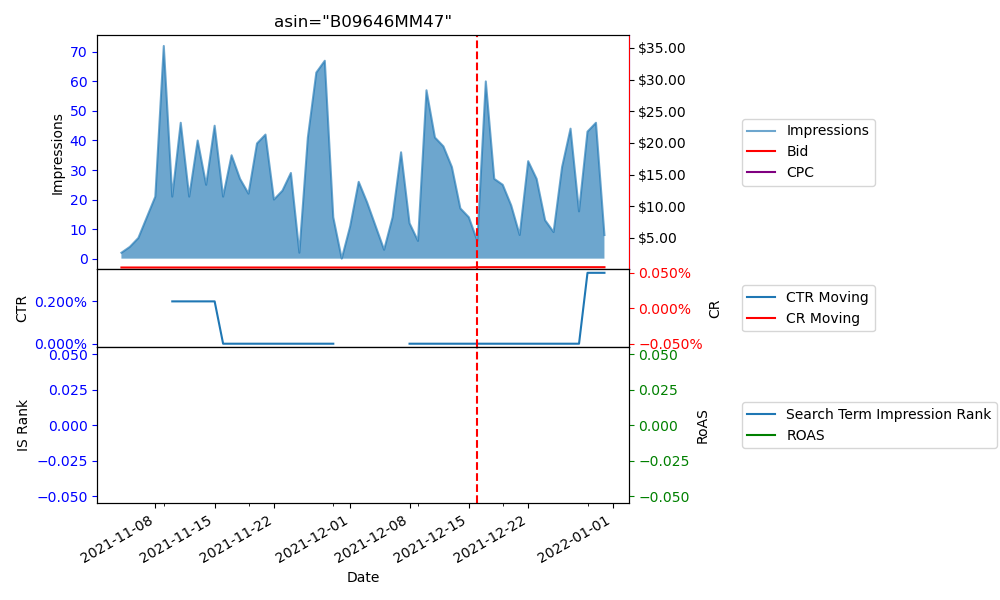 asin="B09646MM47"
Impressions
70
60
50
40
30
20
10
0
$35.00
$30.00
$25.00
$20.00
$15.00
$10.00
$5.00
Impressions
Bid
CPC
CTR
0.200%
0.000%
0.050%
0.000%
−0.050%
CR
CTR Moving
CR Moving
IS Rank
0.050
0.025
0.000
−0.025
−0.050
0.050
0.025
0.000
−0.025
−0.050
RoAS
Search Term Impression Rank
ROAS
2021-11-08
2021-11-15
2021-11-22
2021-12-01
2021-12-08
2021-12-15
2021-12-22
2022-01-01
Date